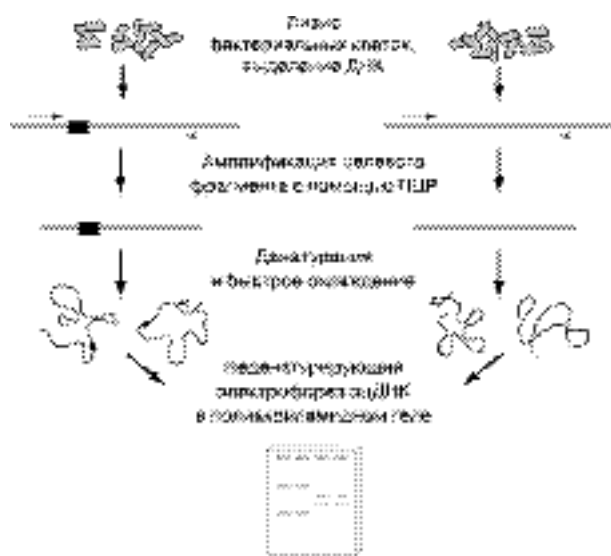 Лизис
бактериальных клеток,
выделение ДНК
Амплификация целевого
фрагмента с помощью ПЦР
Денатурация
и быстрое охлаждение
Неденатурирующий
электрофорез оцДНК
в полиакриламидном геле